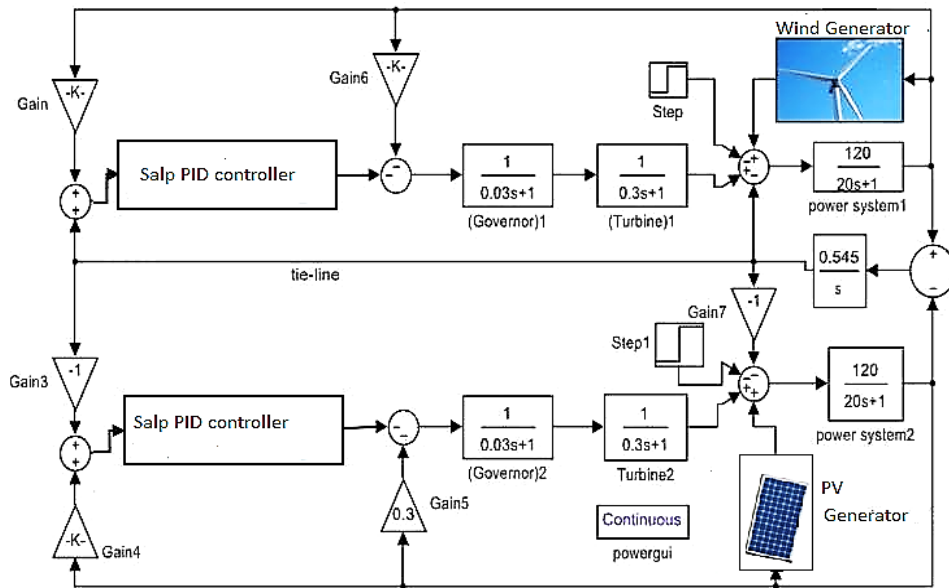 Wind Generator
Gain
-K-
Gain6
-K-
Step
Salp PID controller
1
0.03s+1
(Governor)1
1
0.3s+1
(Turbine)1
120
20s+1
power system1
tie-line
0.545
s
Gain7
-1
Gain3
-1
Step1
Salp PID controller
1
0.03s+1
(Governor)2
1
0.3s+1
Turbine2
120
20s+1
power system2
Gain4
-K-
Gain5
0.3
Continuous
powergui
PV
Generator